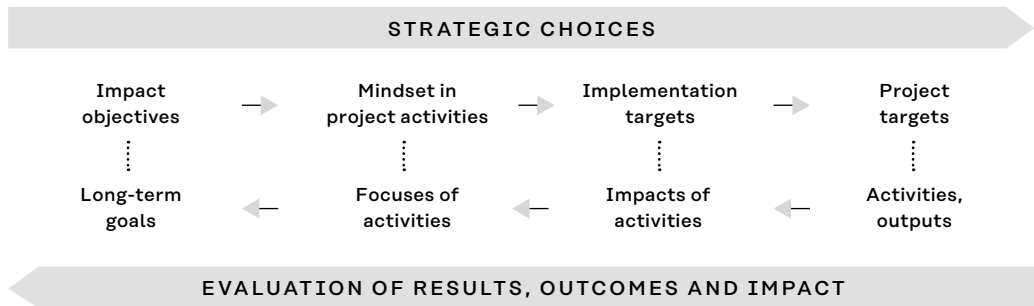 STRATEGIC CHOICES
Impact
objectives
Mindset in
project activities
Implementation
targets
Project
targets
Long-term
goals
Focuses of
activities
Impacts of
activities
Activities,
outputs
EVALUATION OF RESULTS, OUTCOMES AND IMPACT